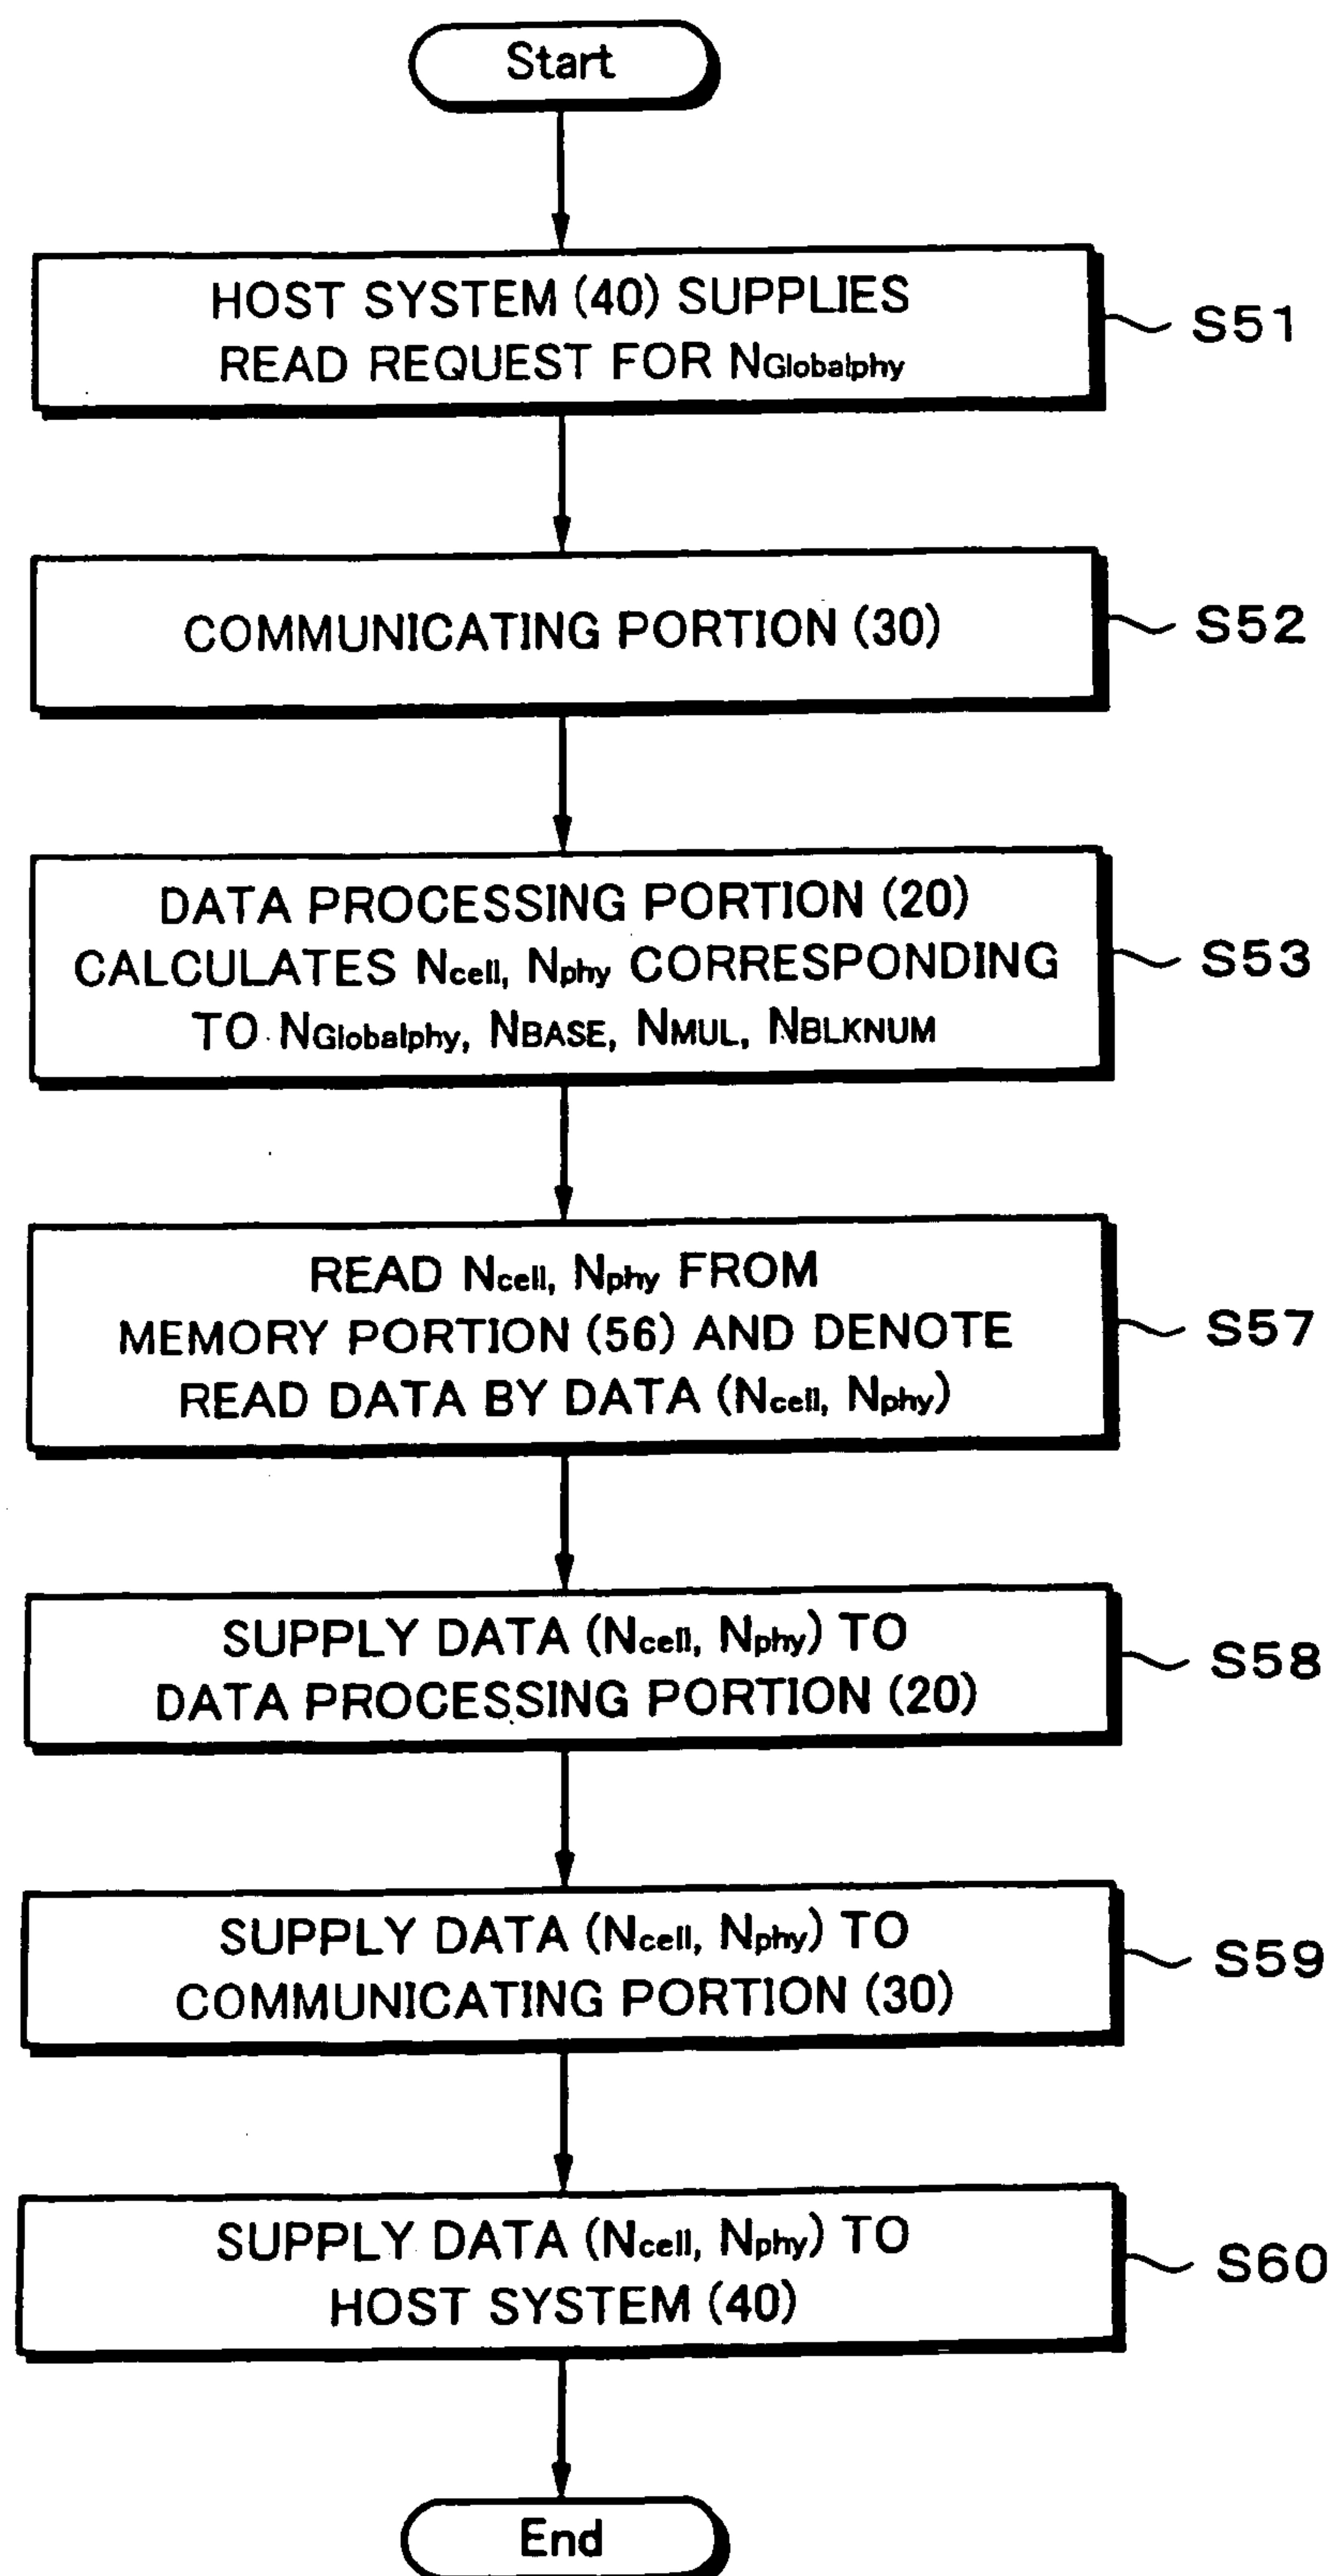 Start
HOST SYSTEM (40) SUPPLIES
READ REQUEST FOR NGlobalphy
S51
COMMUNICATING PORTION (30)
S52
DATA PROCESSING PORTION (20)
CALCULATES Ncell, Nphy CORRESPONDING
TO NGlobalphy, NBASE, NMUL, NBLKNUM
S53
READ Ncell, Nphy FROM
MEMORY PORTION (56) AND DENOTE
READ DATA BY DATA (Ncell, Nphy)
S57
SUPPLY DATA (Ncell, Nphy) TO
DATA PROCESSING PORTION (20)
S58
SUPPLY DATA (Ncell, Nphy) TO
COMMUNICATING PORTION (30)
S59
SUPPLY DATA (Ncell, Nphy) TO
HOST SYSTEM (40)
S60
End